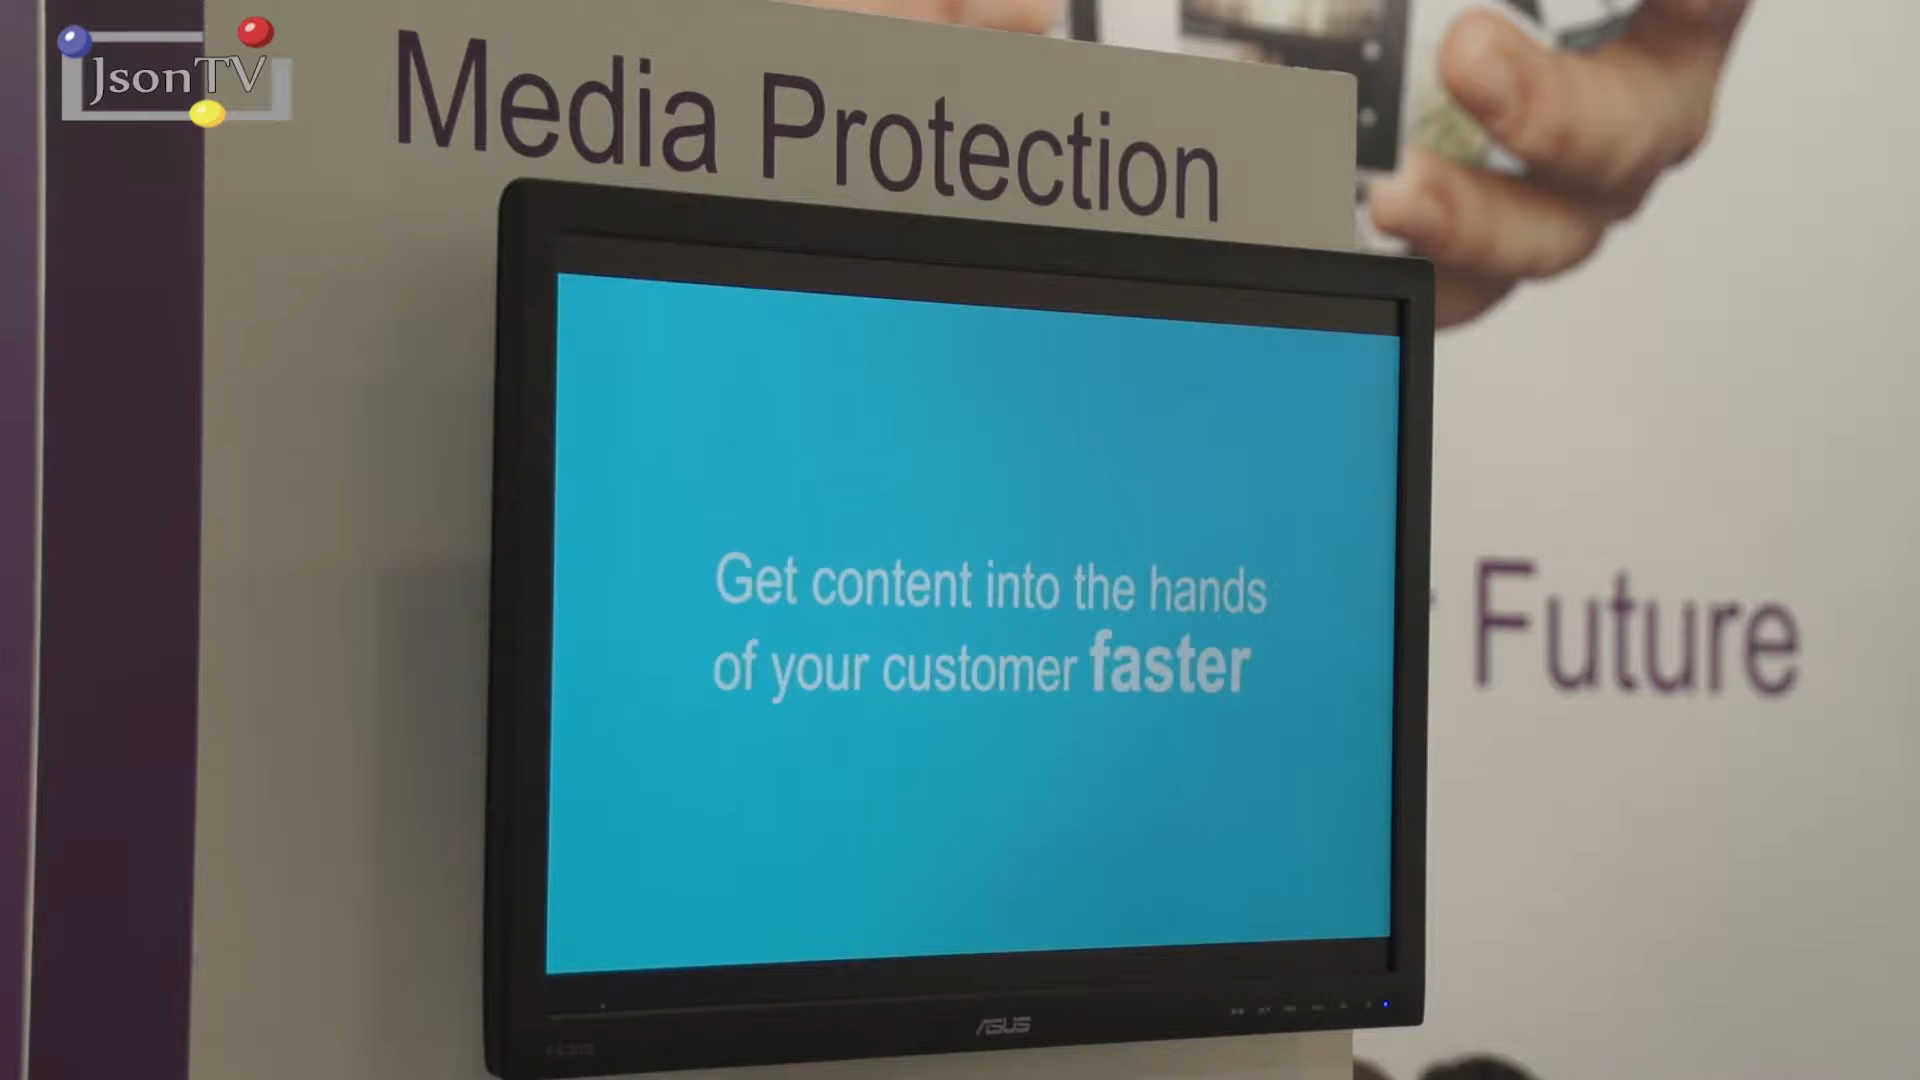 JsonTV
Media Protection
Get content into the hands
of your customer faster
Future
ASUS